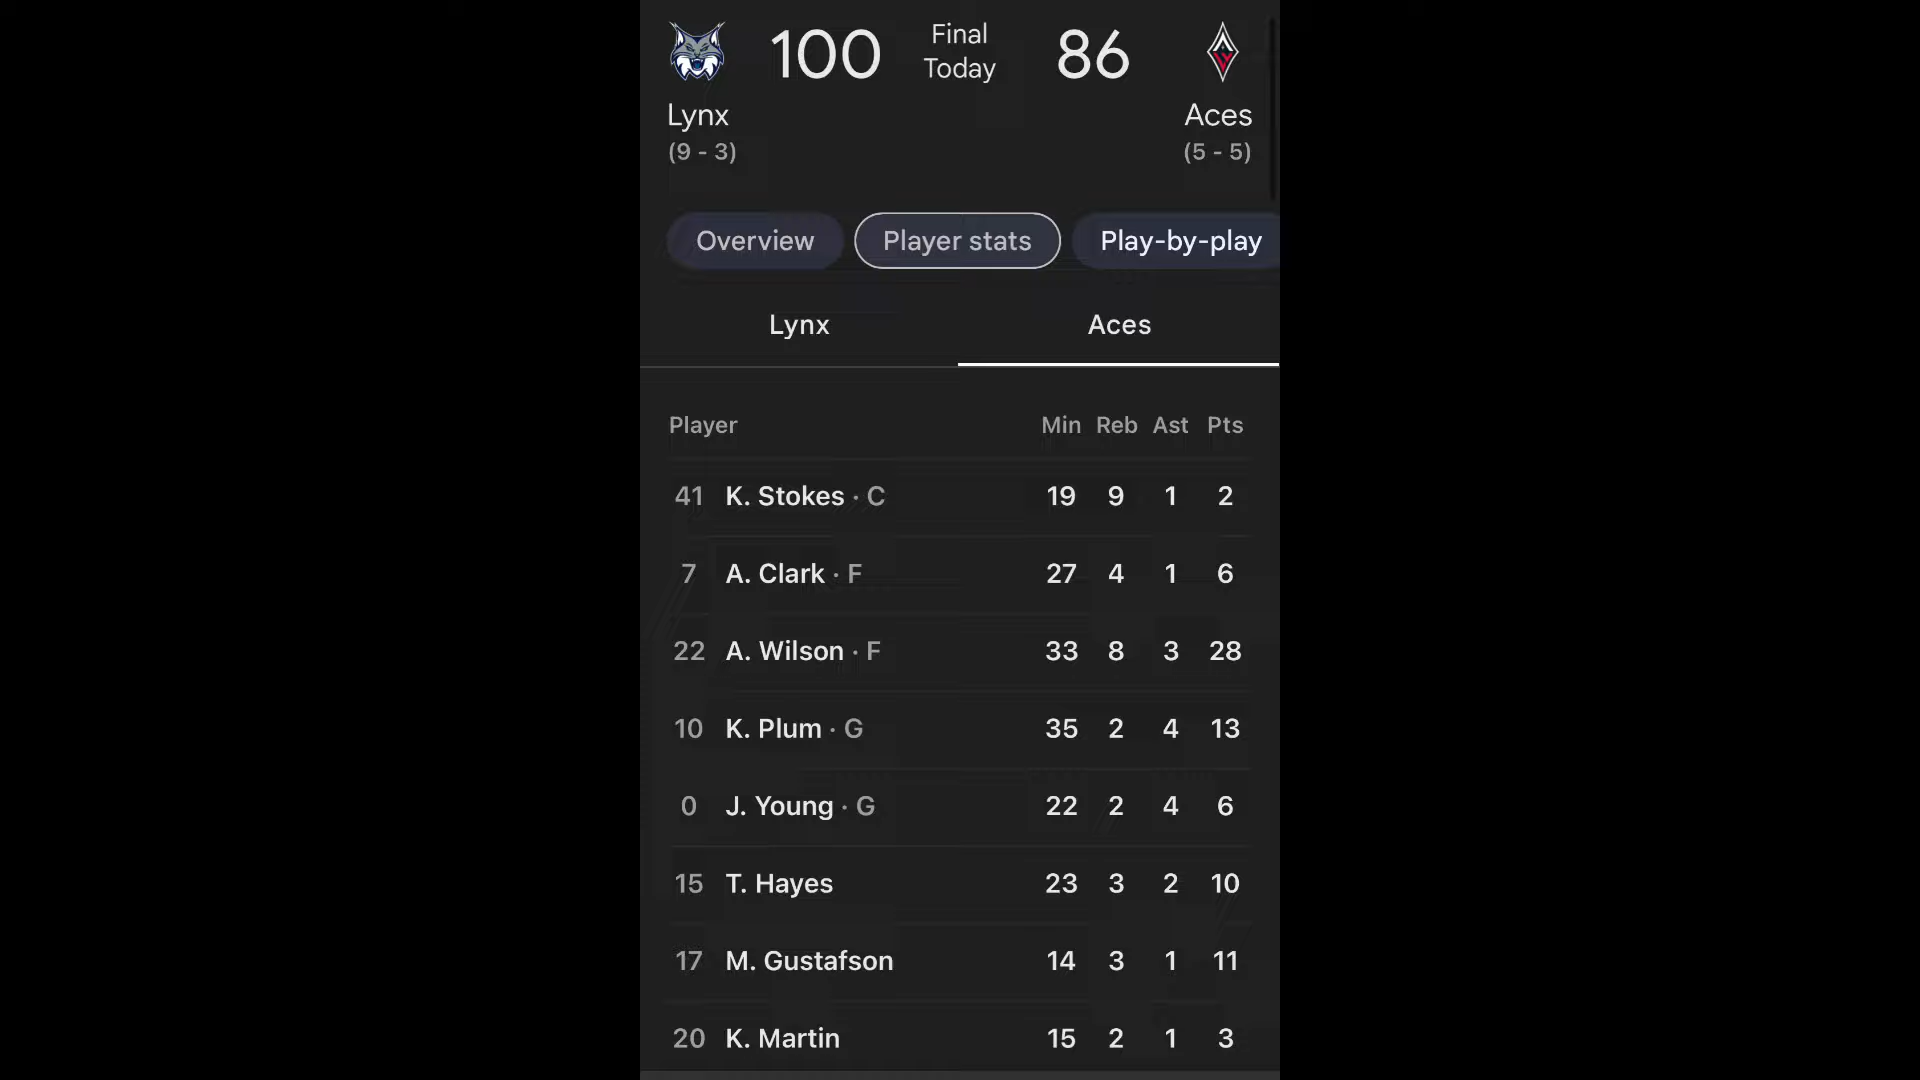 100 Final 86
Today
Lynx Aces
(9 - 3) (5 - 5)
Overview Player stats Play-by-play
Lynx Aces
Player Min Reb Ast Pts
41 K. Stokes · C 19 9 1 2
7 A. Clark · F 27 4 1 6
22 A. Wilson · F 33 8 3 28
10 K. Plum · G 35 2 4 13
0 J. Young · G 22 2 4 6
15 T. Hayes 23 3 2 10
17 M. Gustafson 14 3 1 11
20 K. Martin 15 2 1 3